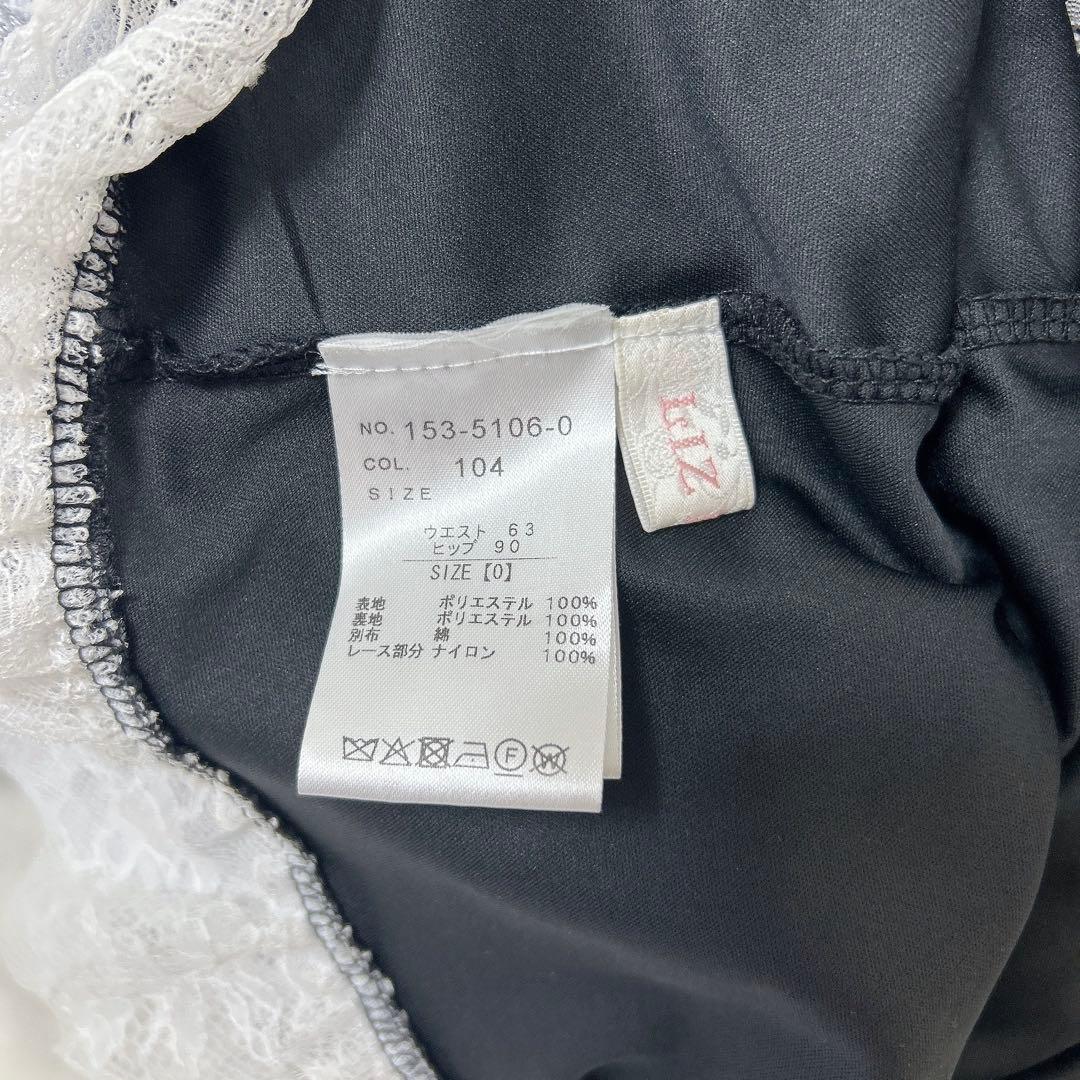 NO. 153-5106-0
COL. 104
SIZE
ウエスト 63
ヒップ 90
SIZE【0】
表地 ポリエステル 100%
裏地 ポリエステル 100%
別布 綿 100%
レース部分 ナイロン 100%
F
W
LIZ